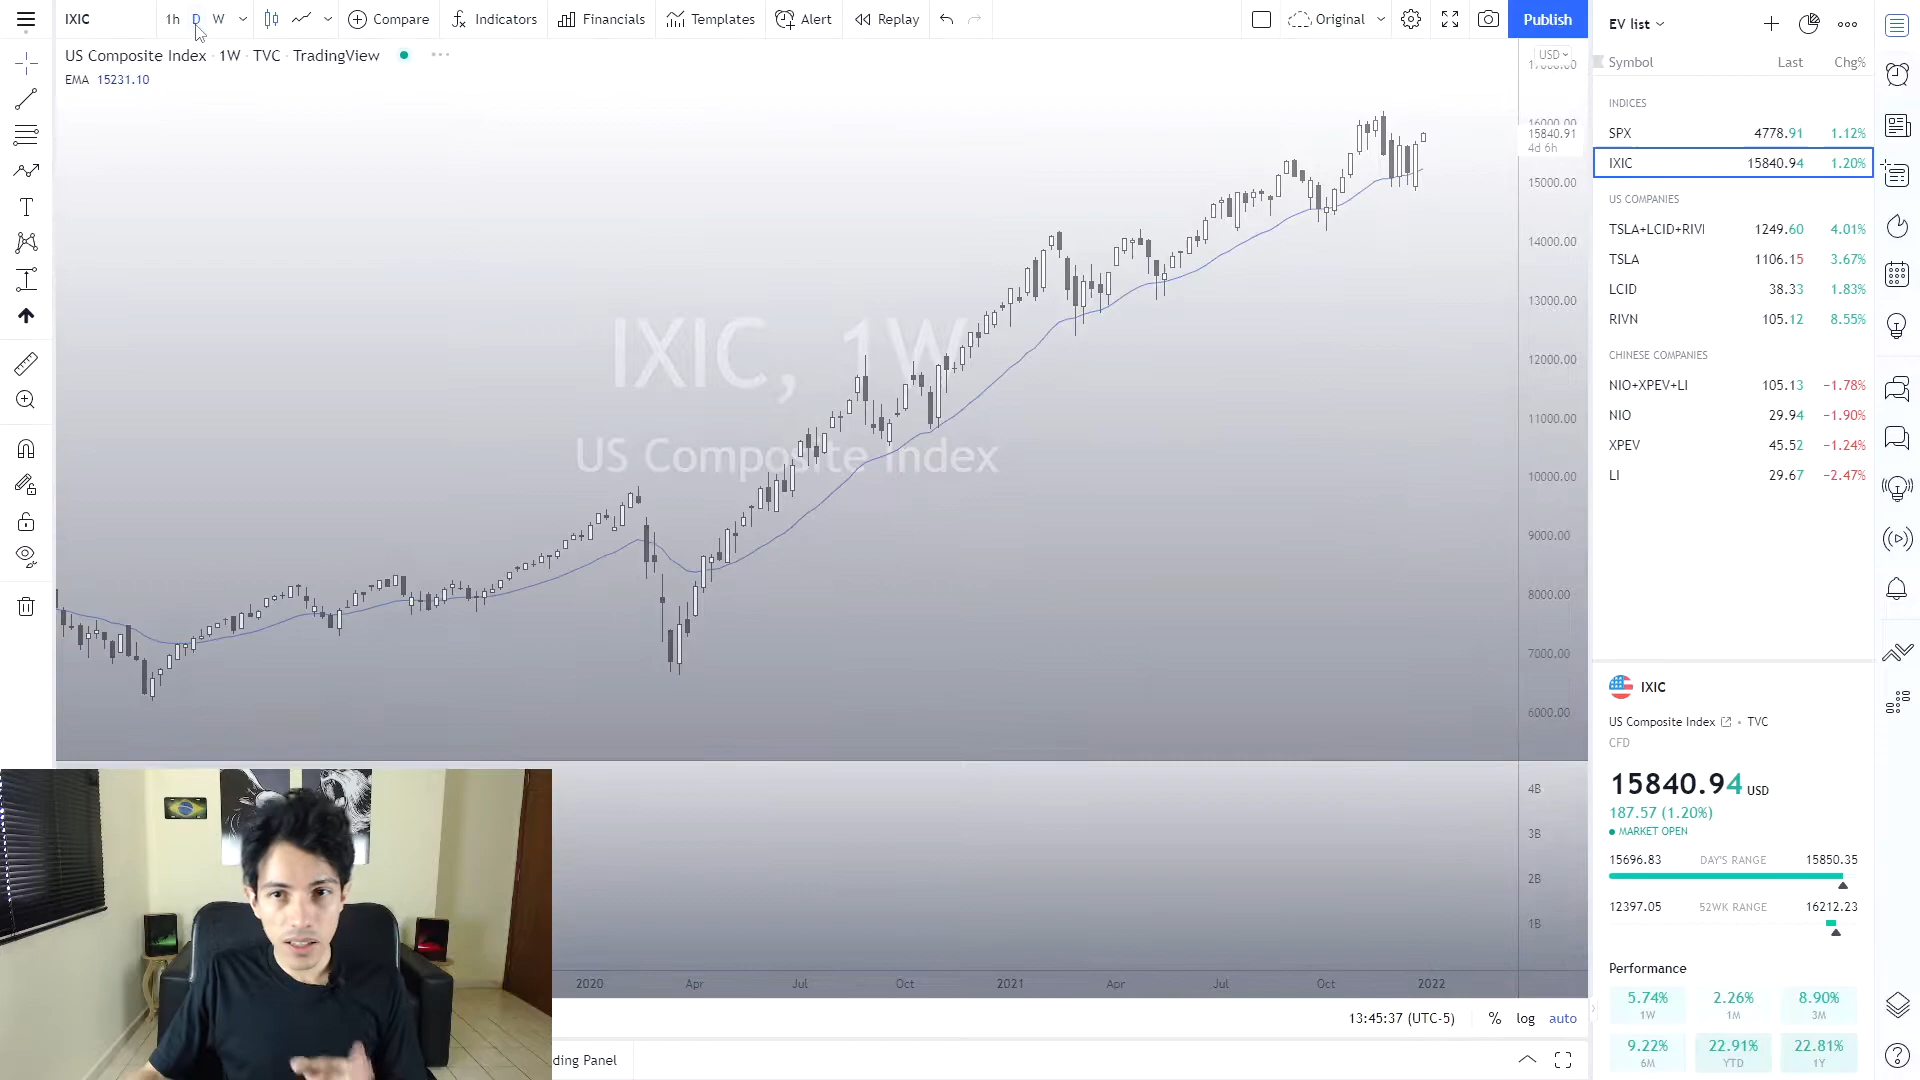 IXIC 1h D W Compare Indicators Financials Templates Alert Replay Original Publish
US Composite Index · 1W · TVC · TradingView
EMA 15231.10
IXIC, 1W
US Composite Index
USD
17000.00
16000.00
15840.91
4d 6h
15000.00
14000.00
13000.00
12000.00
11000.00
10000.00
9000.00
8000.00
7000.00
6000.00
4B
3B
2B
1B
2020 Apr Jul Oct 2021 Apr Jul Oct 2022
13:45:37 (UTC-5) % log auto
ding Panel
EV list
Symbol Last Chg%
INDICES
SPX 4778.91 1.12%
IXIC 15840.94 1.20%
US COMPANIES
TSLA+LCID+RIVI 1249.60 4.01%
TSLA 1106.15 3.67%
LCID 38.33 1.83%
RIVN 105.12 8.55%
CHINESE COMPANIES
NIO+XPEV+LI 105.13 −1.78%
NIO 29.94 −1.90%
XPEV 45.52 −1.24%
LI 29.67 −2.47%
IXIC
US Composite Index • TVC
CFD
15840.94 USD
187.57 (1.20%)
MARKET OPEN
15696.83 DAY'S RANGE 15850.35
12397.05 52WK RANGE 16212.23
Performance
5.74% 2.26% 8.90%
1W 1M 3M
9.22% 22.91% 22.81%
6M YTD 1Y